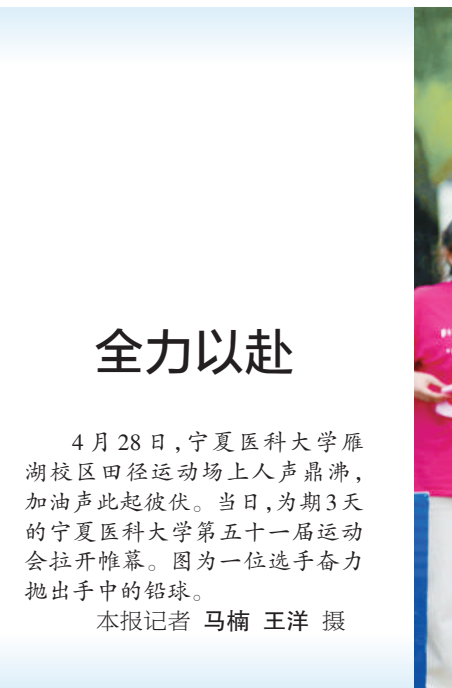 全力以赴
4月28日,宁夏医科大学雁
湖校区田径运动场上人声鼎沸,
加油声此起彼伏。当日,为期3天
的宁夏医科大学第五十一届运动
会拉开帷幕。图为一位选手奋力
抛出手中的铅球。
本报记者 马楠 王洋 摄